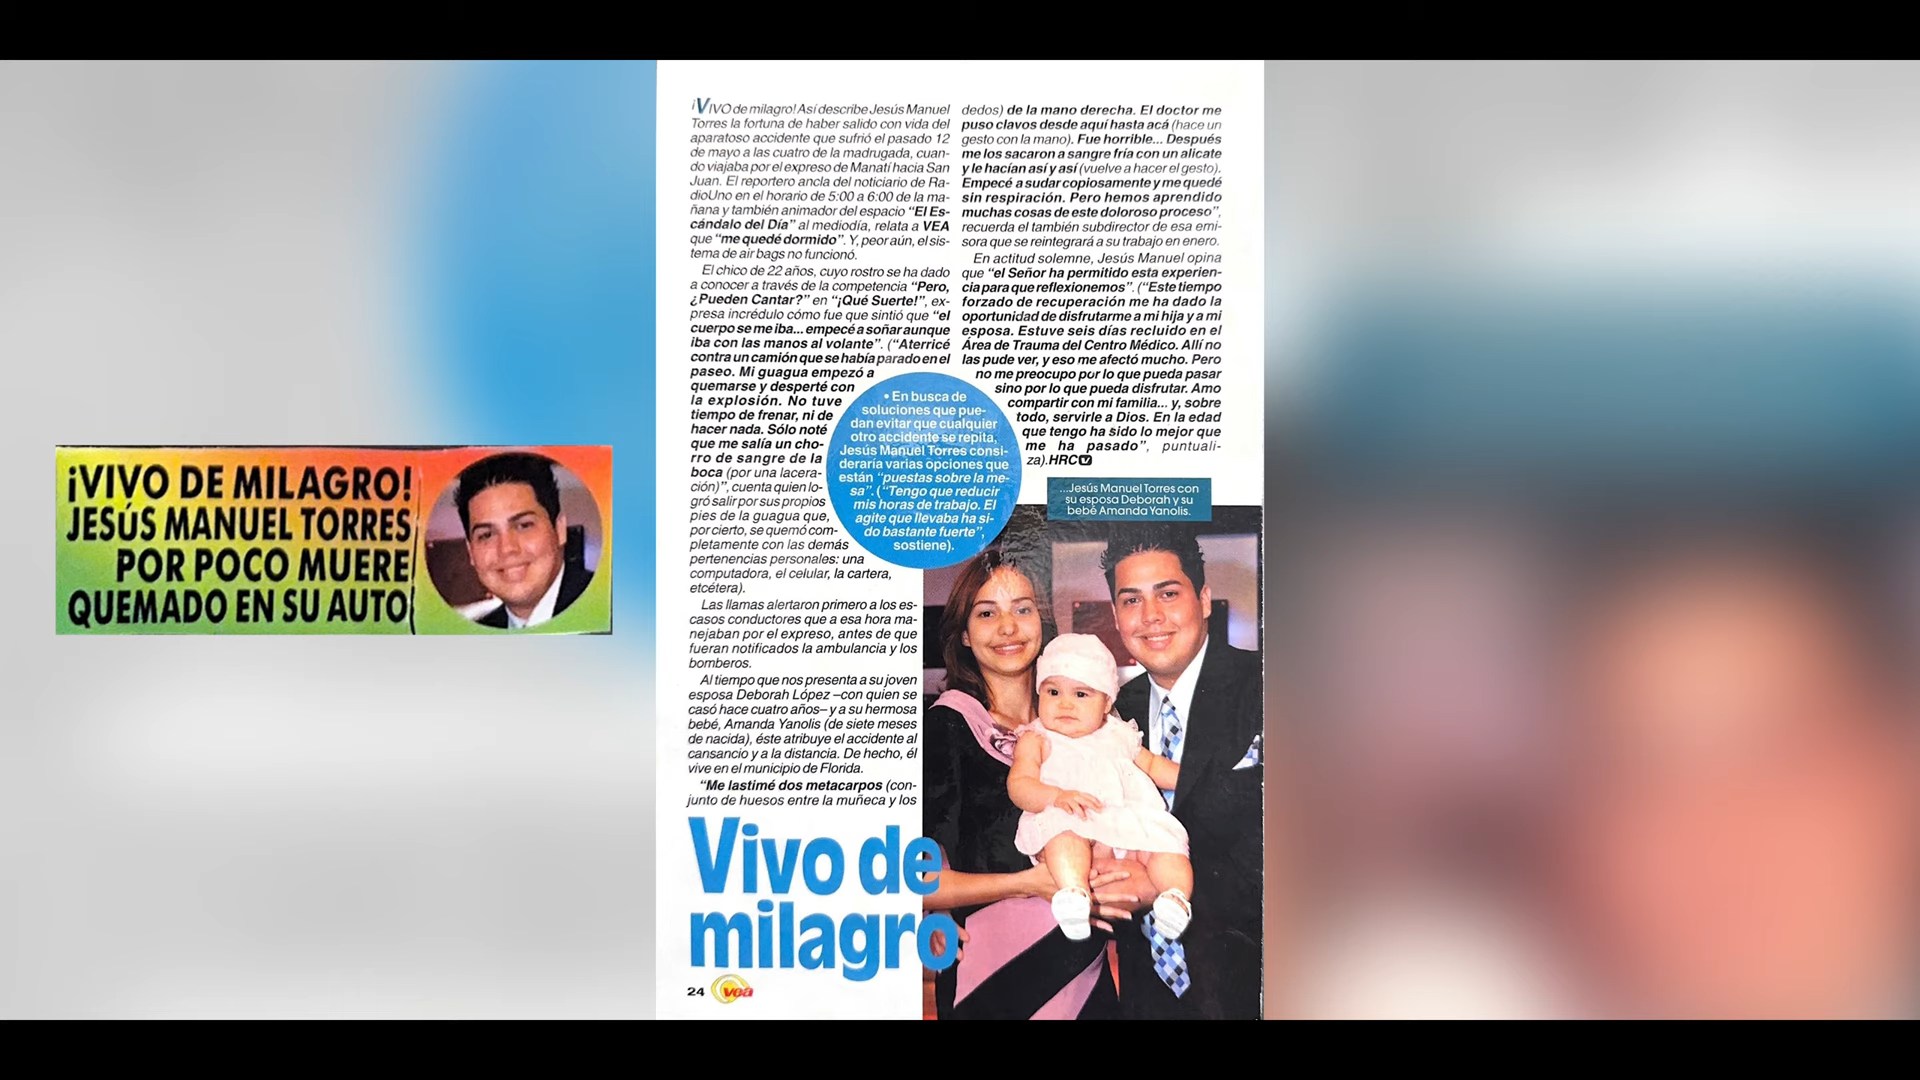 ¡VIVO DE MILAGRO!
JESÚS MANUEL TORRES
POR POCO MUERE
QUEMADO EN SU AUTO
¡VIVO de milagro! Así describe Jesús Manuel
Torres la fortuna de haber salido con vida del
aparatoso accidente que sufrió el pasado 12
de mayo a las cuatro de la madrugada, cuan-
do viajaba por el expreso de Manatí hacia San
Juan. El reportero ancla del noticiario de Ra-
dioUno en el horario de 5:00 a 6:00 de la ma-
ñana y también animador del espacio “El Es-
cándalo del Día” al mediodía, relata a VEA
que “me quedé dormido”. Y, peor aún, el sis-
tema de air bags no funcionó.
El chico de 22 años, cuyo rostro se ha dado
a conocer a través de la competencia “Pero,
¿Pueden Cantar?” en “¡Qué Suerte!”, ex-
presa incrédulo cómo fue que sintió que “el
cuerpo se me iba... empecé a soñar aunque
iba con las manos al volante”. (“Aterricé
contra un camión que se había parado en el
paseo. Mi guagua empezó a
quemarse y desperté con
la explosión. No tuve
tiempo de frenar, ni de
hacer nada. Sólo noté
que me salía un cho-
rro de sangre de la
boca (por una lacera-
ción)”, cuenta quien lo-
gró salir por sus propios
pies de la guagua que,
por cierto, se quemó com-
pletamente con las demás
pertenencias personales: una
computadora, el celular, la cartera,
etcétera).
Las llamas alertaron primero a los es-
casos conductores que a esa hora ma-
nejaban por el expreso, antes de que
fueran notificados la ambulancia y los
bomberos.
Al tiempo que nos presenta a su joven
esposa Deborah López –con quien se
casó hace cuatro años– y a su hermosa
bebé, Amanda Yanolis (de siete meses
de nacida), éste atribuye el accidente al
cansancio y a la distancia. De hecho, él
vive en el municipio de Florida.
“Me lastimé dos metacarpos (con-
junto de huesos entre la muñeca y los
dedos) de la mano derecha. El doctor me
puso clavos desde aquí hasta acá (hace un
gesto con la mano). Fue horrible... Después
me los sacaron a sangre fría con un alicate
y le hacían así y así (vuelve a hacer el gesto).
Empecé a sudar copiosamente y me quedé
sin respiración. Pero hemos aprendido
muchas cosas de este doloroso proceso”,
recuerda el también subdirector de esa emi-
sora que se reintegrará a su trabajo en enero.
En actitud solemne, Jesús Manuel opina
que “el Señor ha permitido esta experien-
cia para que reflexionemos”. (“Este tiempo
forzado de recuperación me ha dado la
oportunidad de disfrutarme a mi hija y a mi
esposa. Estuve seis días recluido en el
Área de Trauma del Centro Médico. Allí no
las pude ver, y eso me afectó mucho. Pero
no me preocupo por lo que pueda pasar
sino por lo que pueda disfrutar. Amo
compartir con mi familia... y, sobre
todo, servirle a Dios. En la edad
que tengo ha sido lo mejor que
me ha pasado”, puntuali-
za).HRC
• En busca de
soluciones que pue-
dan evitar que cualquier
otro accidente se repita,
Jesús Manuel Torres consi-
deraría varias opciones que
están “puestas sobre la me-
sa”. (“Tengo que reducir
mis horas de trabajo. El
agite que llevaba ha si-
do bastante fuerte”,
sostiene).
...Jesús Manuel Torres con
su esposa Deborah y su
bebé Amanda Yanolis.
Vivo de
milagro
24 vea